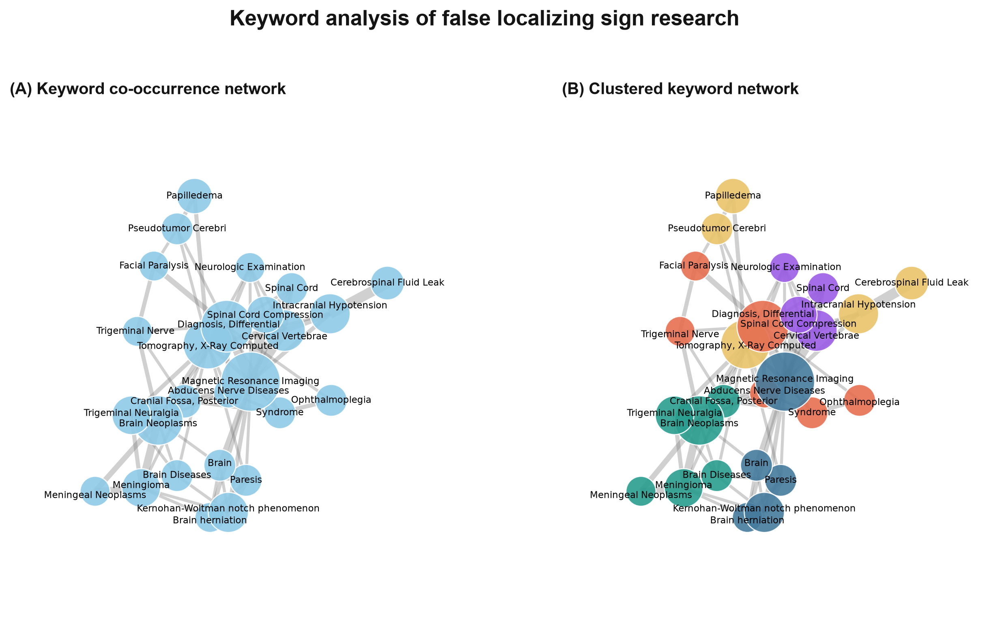 Keyword analysis of false localizing sign research
(A) Keyword co-occurrence network
Papilledema
Pseudotumor Cerebri
Facial Paralysis
Neurologic Examination
Cerebrospinal Fluid Leak
Spinal Cord
Intracranial Hypotension
Spinal Cord Compression
Diagnosis, Differential
Trigeminal Nerve
Cervical Vertebrae
Tomography, X-Ray Computed
Magnetic Resonance Imaging
Abducens Nerve Diseases
Ophthalmoplegia
Cranial Fossa, Posterior
Trigeminal Neuralgia
Syndrome
Brain Neoplasms
Brain
Brain Diseases
Paresis
Meningioma
Meningeal Neoplasms
Kernohan-Woltman notch phenomenon
Brain herniation
(B) Clustered keyword network
Papilledema
Pseudotumor Cerebri
Facial Paralysis
Neurologic Examination
Cerebrospinal Fluid Leak
Spinal Cord
Intracranial Hypotension
Diagnosis, Differential
Spinal Cord Compression
Trigeminal Nerve
Cervical Vertebrae
Tomography, X-Ray Computed
Magnetic Resonance Imaging
Abducens Nerve Diseases
Cranial Fossa, Posterior
Ophthalmoplegia
Trigeminal Neuralgia
Syndrome
Brain Neoplasms
Brain
Brain Diseases
Paresis
Meningioma
Meningeal Neoplasms
Kernohan-Woltman notch phenomenon
Brain herniation